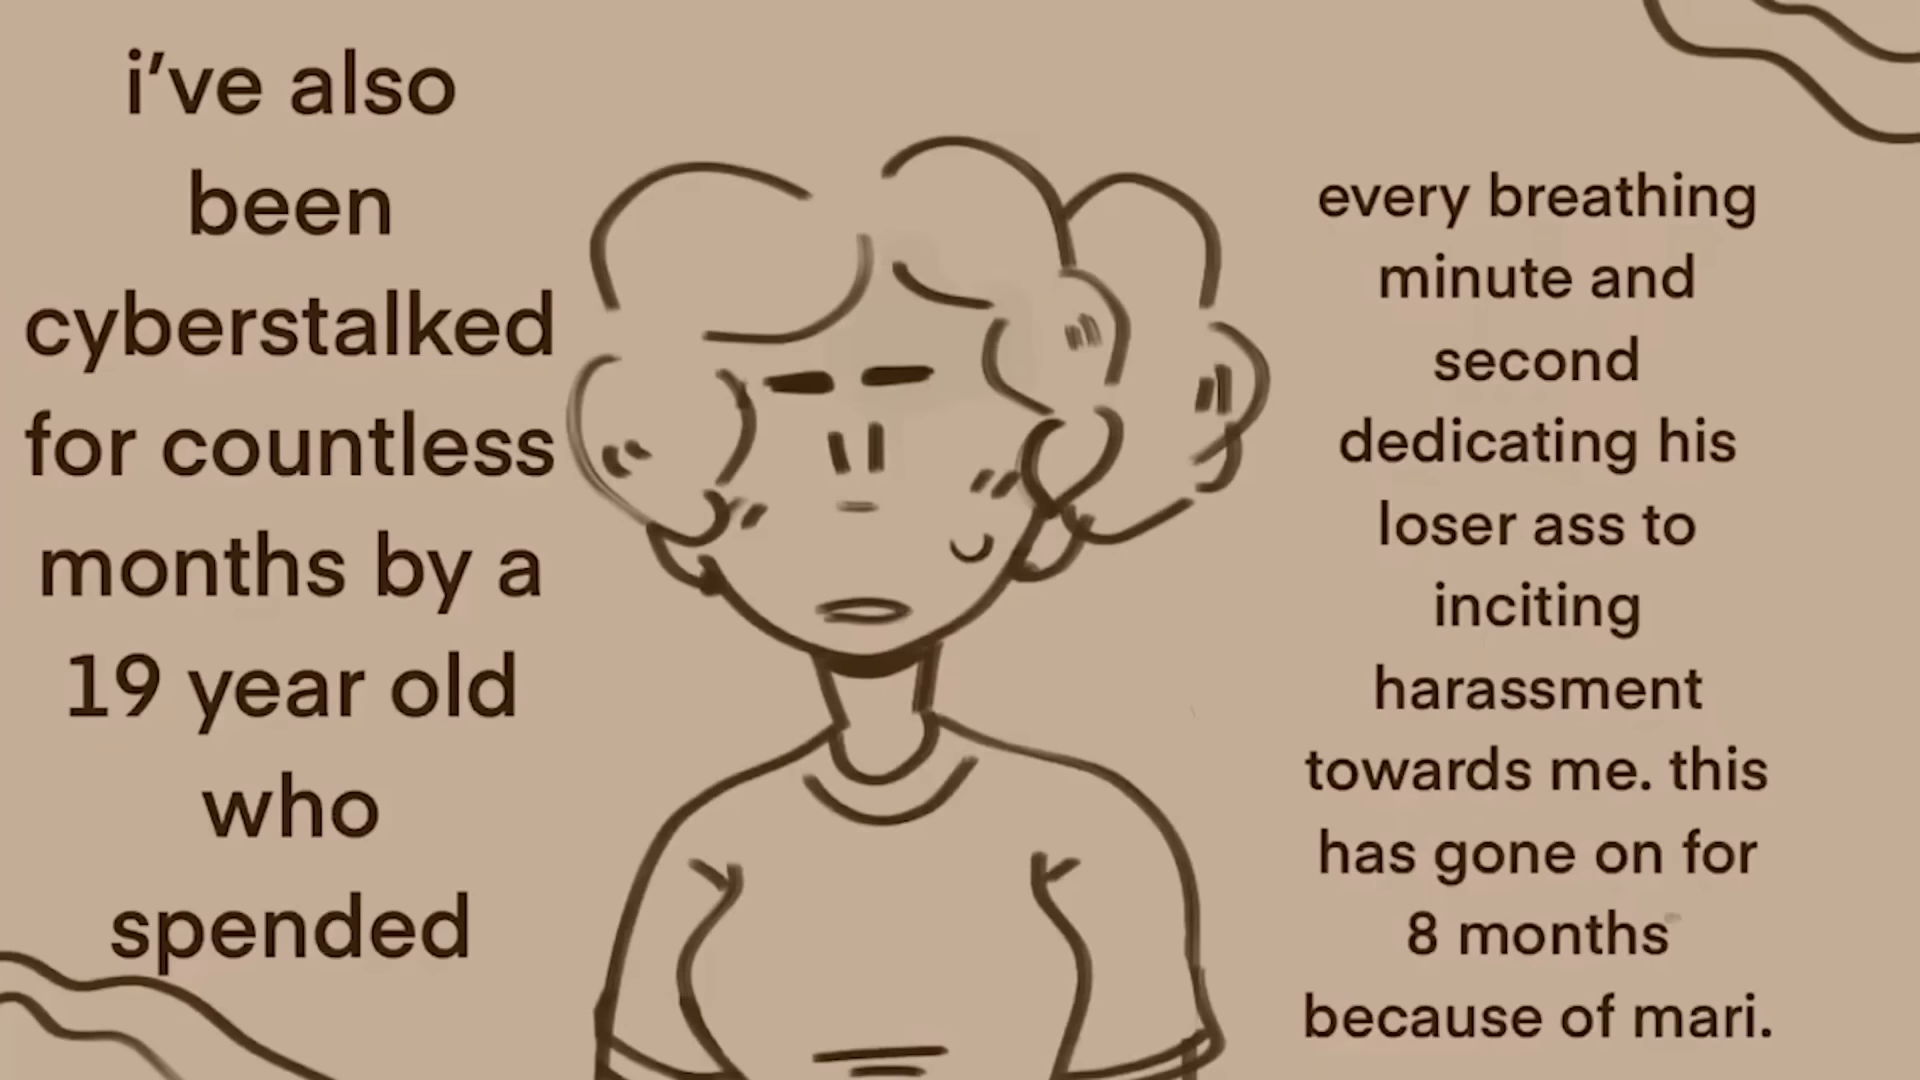 i've also
been
cyberstalked
for countless
months by a
19 year old
who
spended
every breathing
minute and
second
dedicating his
loser ass to
inciting
harassment
towards me. this
has gone on for
8 months
because of mari.